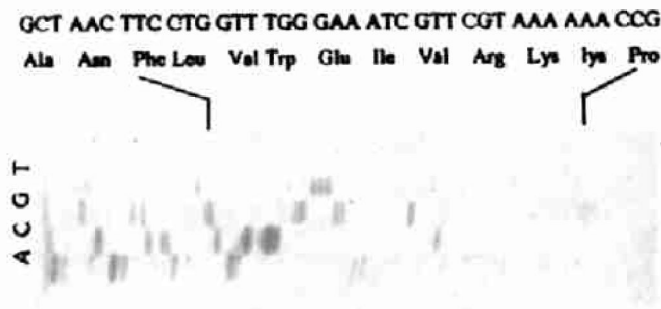 GCT AAC TTC CTG GTT TGG GAA ATC GTT CGT AAA AAA CCG
Ala Asn Phe Leu Val Trp Glu Ile Val Arg Lys lys Pro
A C G T